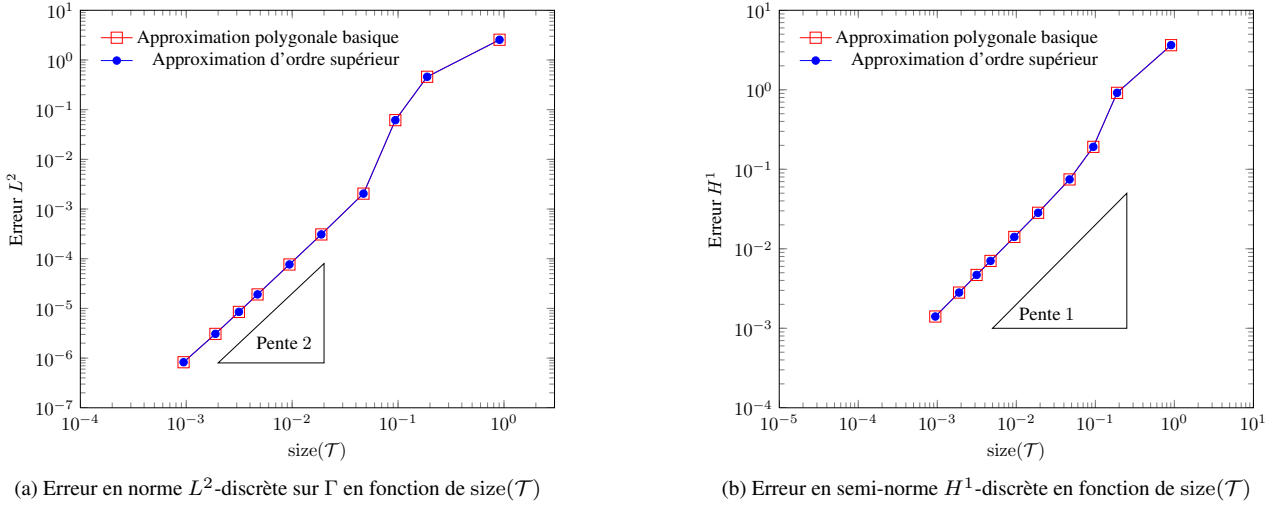 10^1
10^0
10^-1
10^-2
10^-3
10^-4
10^-5
10^-6
10^-7
Erreur L^2
Approximation polygonale basique
Approximation d'ordre supérieur
Pente 2
10^-4
10^-3
10^-2
10^-1
10^0
size(𝒯)
(a) Erreur en norme L^2-discrète sur Γ en fonction de size(𝒯)
10^1
10^0
10^-1
10^-2
10^-3
10^-4
Erreur H^1
Approximation polygonale basique
Approximation d'ordre supérieur
Pente 1
10^-5
10^-4
10^-3
10^-2
10^-1
10^0
10^1
size(𝒯)
(b) Erreur en semi-norme H^1-discrète en fonction de size(𝒯)